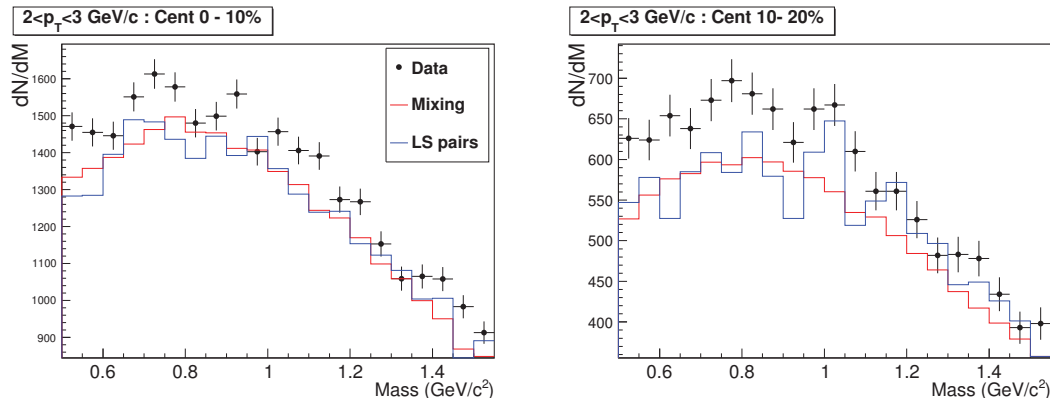 2<p_T<3 GeV/c : Cent 0 - 10%
dN/dM
1600
1500
1400
1300
1200
1100
1000
900
Data
Mixing
LS pairs
0.6 0.8 1 1.2 1.4
Mass (GeV/c²)
2<p_T<3 GeV/c : Cent 10- 20%
dN/dM
700
650
600
550
500
450
400
0.6 0.8 1 1.2 1.4
Mass (GeV/c²)